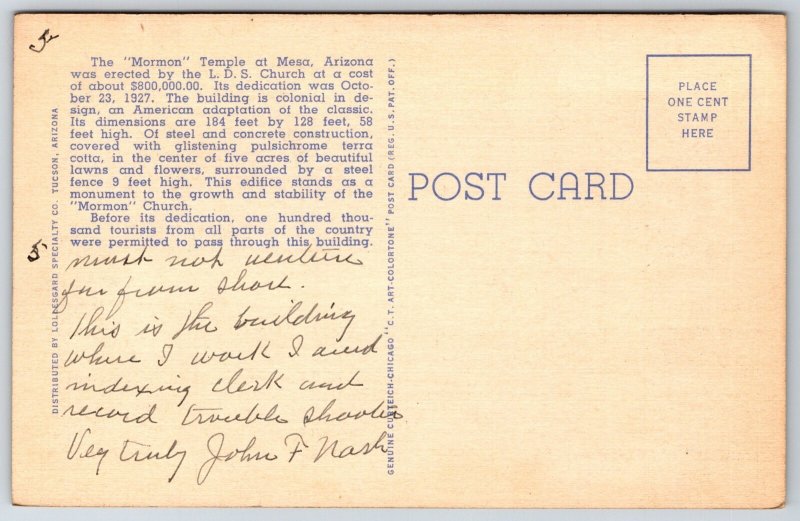 5
The "Mormon" Temple at Mesa, Arizona
was erected by the L. D. S. Church at a cost
of about $800,000.00. Its dedication was Octo-
ber 23, 1927. The building is colonial in de-
sign, an American adaptation of the classic.
Its dimensions are 184 feet by 128 feet, 58
feet high. Of steel and concrete construction,
covered with glistening pulsichrome terra
cotta, in the center of five acres of beautiful
lawns and flowers, surrounded by a steel
fence 9 feet high. This edifice stands as a
monument to the growth and stability of the
"Mormon" Church.
Before its dedication, one hundred thou-
sand tourists from all parts of the country
were permitted to pass through this building.
5
must not venture
far from shore.
This is the building
where I work I am
indexing clerk and
record trouble shooter
Very truly John F Nash
DISTRIBUTED BY LOLLESGARD SPECIALTY CO. TUCSON, ARIZONA
GENUINE CURTEICH-CHICAGO "C. T. ART-COLORTONE" POST CARD (REG. U. S. PAT. OFF.)
POST CARD
PLACE
ONE CENT
STAMP
HERE